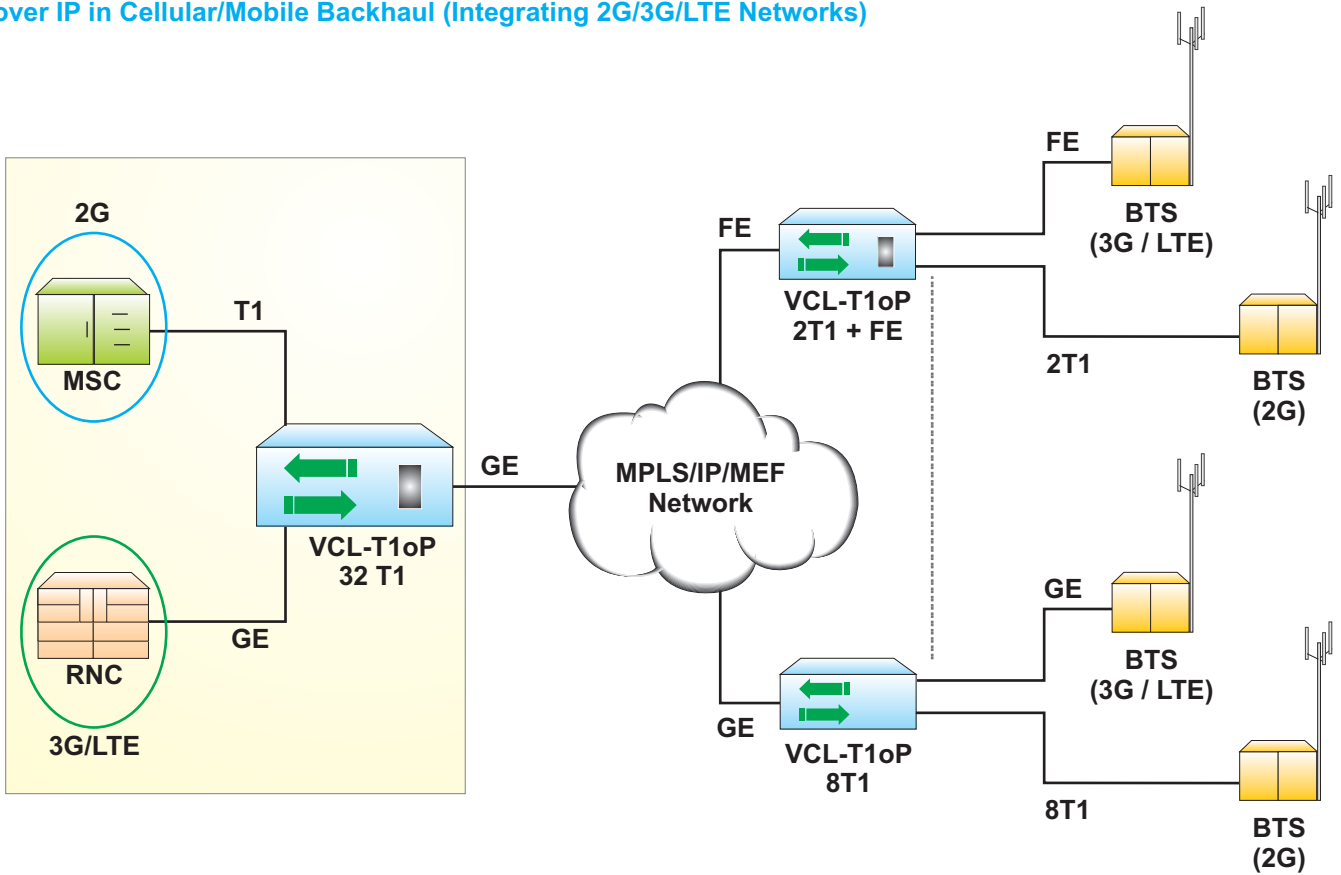 over IP in Cellular/Mobile Backhaul (Integrating 2G/3G/LTE Networks)
2G
MSC
T1
VCL-T1oP
32 T1
GE
RNC
3G/LTE
GE
MPLS/IP/MEF
Network
FE
VCL-T1oP
2T1 + FE
FE
BTS
(3G / LTE)
2T1
BTS
(2G)
GE
VCL-T1oP
8T1
GE
BTS
(3G / LTE)
8T1
BTS
(2G)